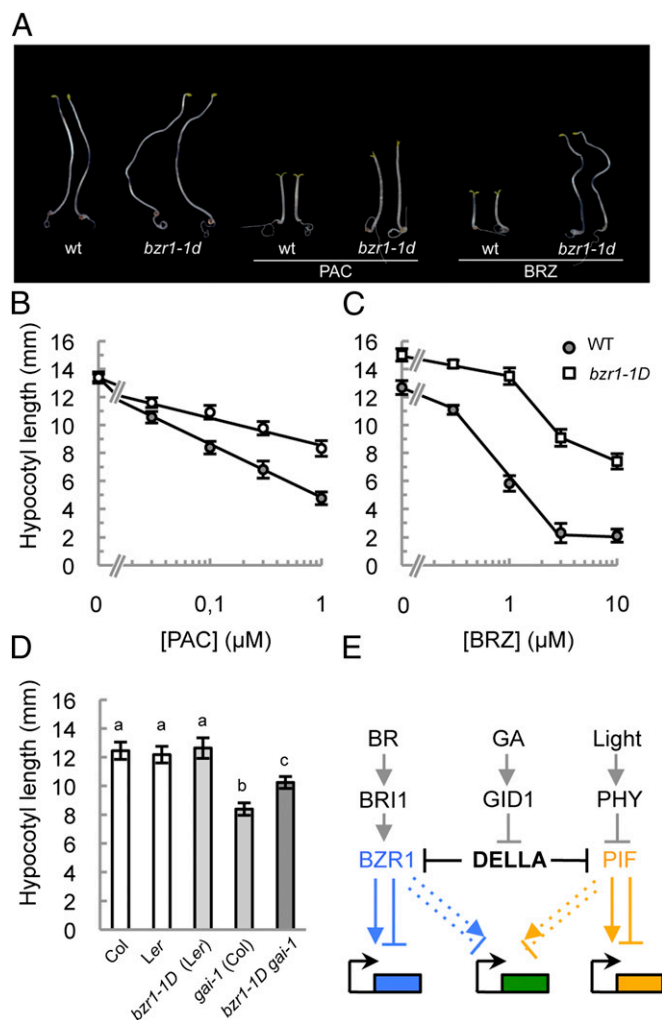 A
wt
bzr1-1d
wt
bzr1-1d
wt
bzr1-1d
PAC
BRZ
B
Hypocotyl length (mm)
16
14
12
10
8
6
4
2
0
0
0,1
1
[PAC] (μM)
C
16
14
12
10
8
6
4
2
0
0
1
10
[BRZ] (μM)
WT
bzr1-1D
D
Hypocotyl length (mm)
16
14
12
10
8
6
4
2
0
a
a
a
b
c
Col
Ler
bzr1-1D (Ler)
gai-1 (Col)
bzr1-1D gai-1
E
BR
GA
Light
BRI1
GID1
PHY
BZR1
DELLA
PIF